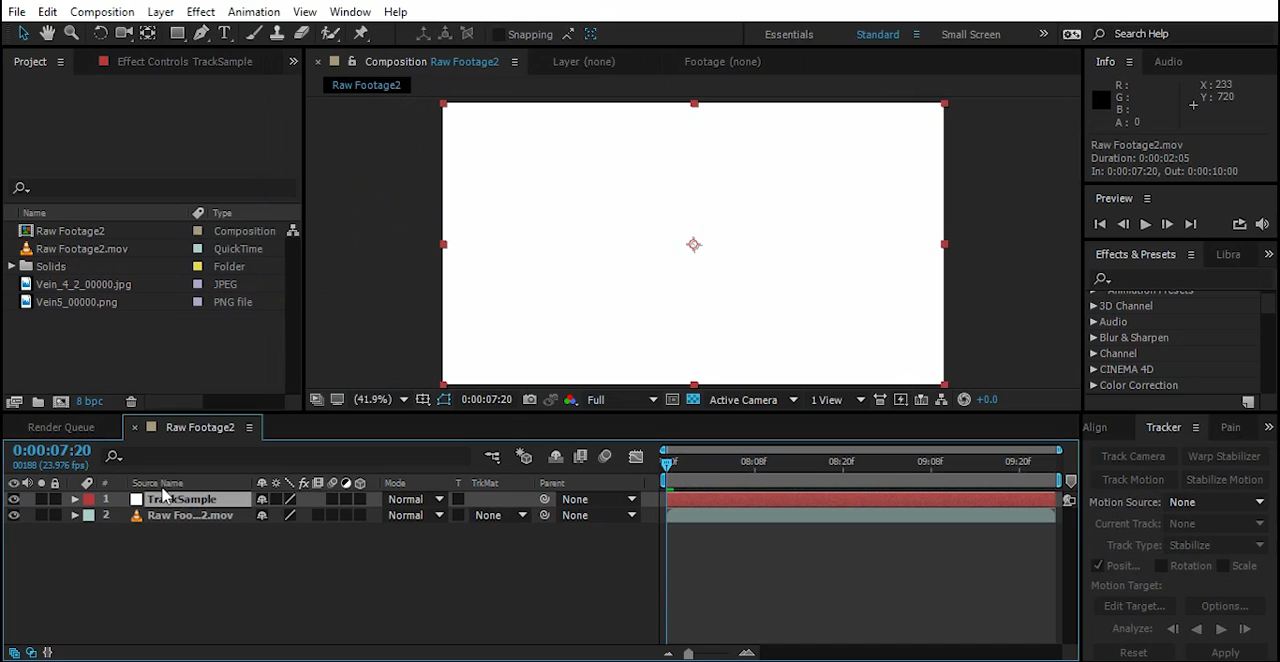 File Edit Composition Layer Effect Animation View Window Help
Snapping Essentials Standard Small Screen Search Help
Project Effect Controls TrackSample Composition Raw Footage2 Layer (none) Footage (none) Info Audio
Raw Footage2
R: X: 233
G: Y: 720
B:
A: 0
Raw Footage2.mov
Duration: 0:00:02:05
In: 0:00:07:20, Out: 0:00:10:00
Preview
Name Type
Raw Footage2 Composition
Raw Footage2.mov QuickTime
Solids Folder
Vein_4_2_00000.jpg JPEG
Vein5_00000.png PNG file
Effects & Presets Libra
Animation Presets
3D Channel
Audio
Blur & Sharpen
Channel
CINEMA 4D
Color Correction
8 bpc (41.9%) 0:00:07:20 Full Active Camera 1 View +0.0
Render Queue Raw Footage2 Align Tracker Pain
0:00:07:20
00188 (23.976 fps)
08:08f 08:20f 09:08f 09:20f
# Source Name Mode T TrkMat Parent
1 TrackSample Normal None
2 Raw Foo...2.mov Normal None None
Track Camera Warp Stabilizer
Track Motion Stabilize Motion
Motion Source: None
Current Track: None
Track Type: Stabilize
Posit... Rotation Scale
Motion Target:
Edit Target... Options...
Analyze:
Reset Apply